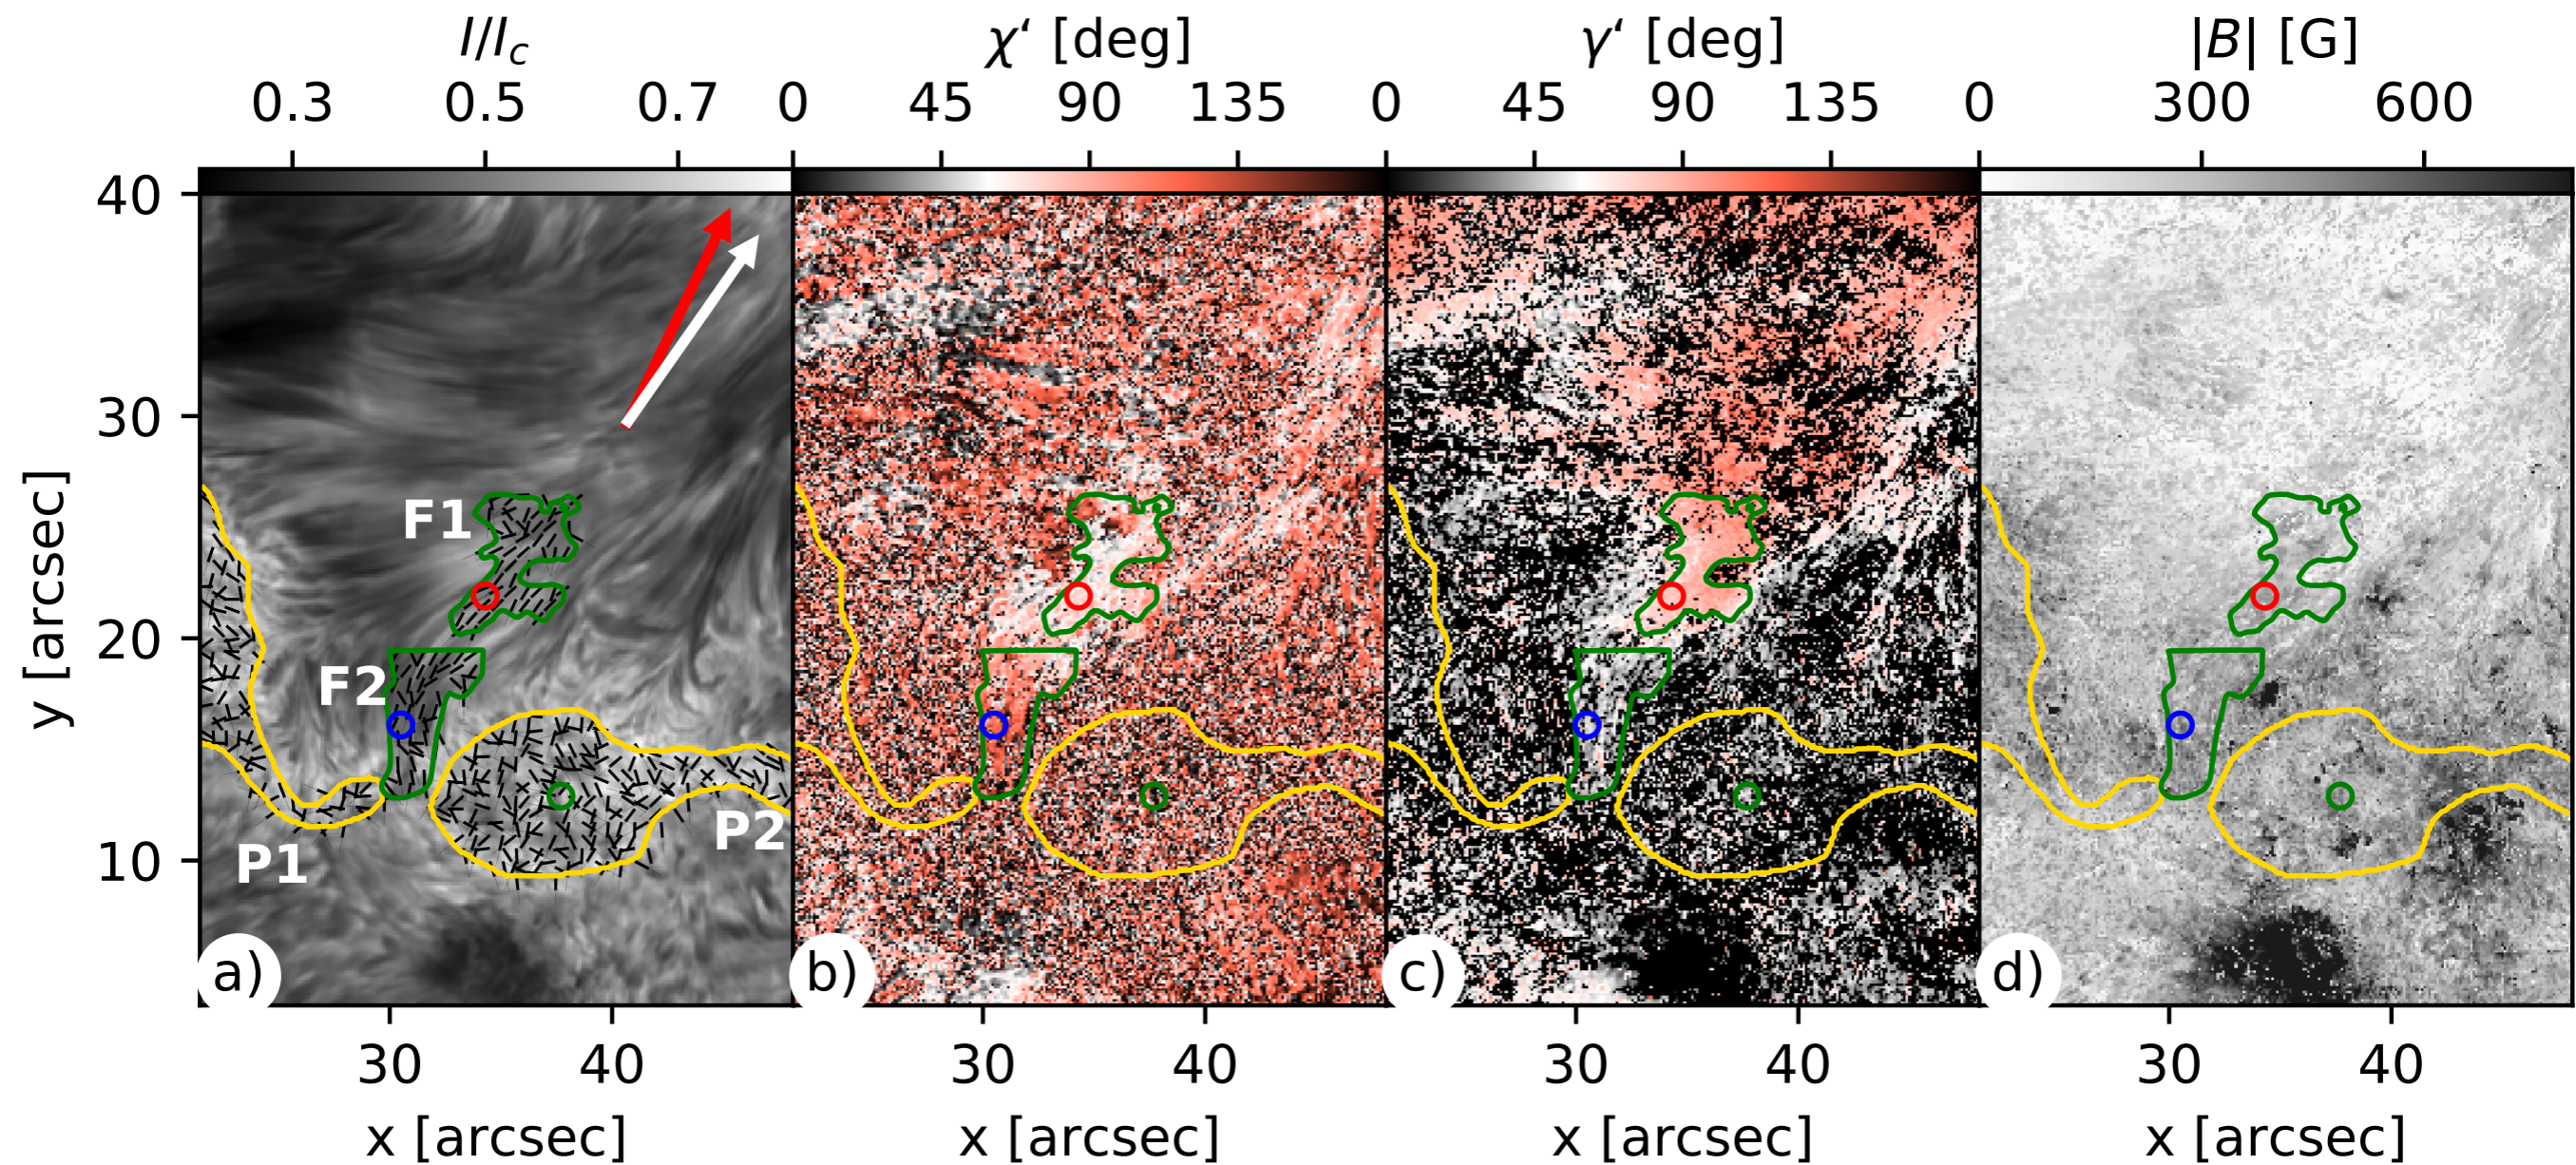 I/Ic χ‘ [deg] γ‘ [deg] |B| [G]
0.3 0.5 0.7 0 45 90 135 0 45 90 135 0 300 600
40
30
F1
20
F2
y [arcsec]
P2
10
P1
a) b) c) d)
30 40 30 40 30 40 30 40
x [arcsec] x [arcsec] x [arcsec] x [arcsec]